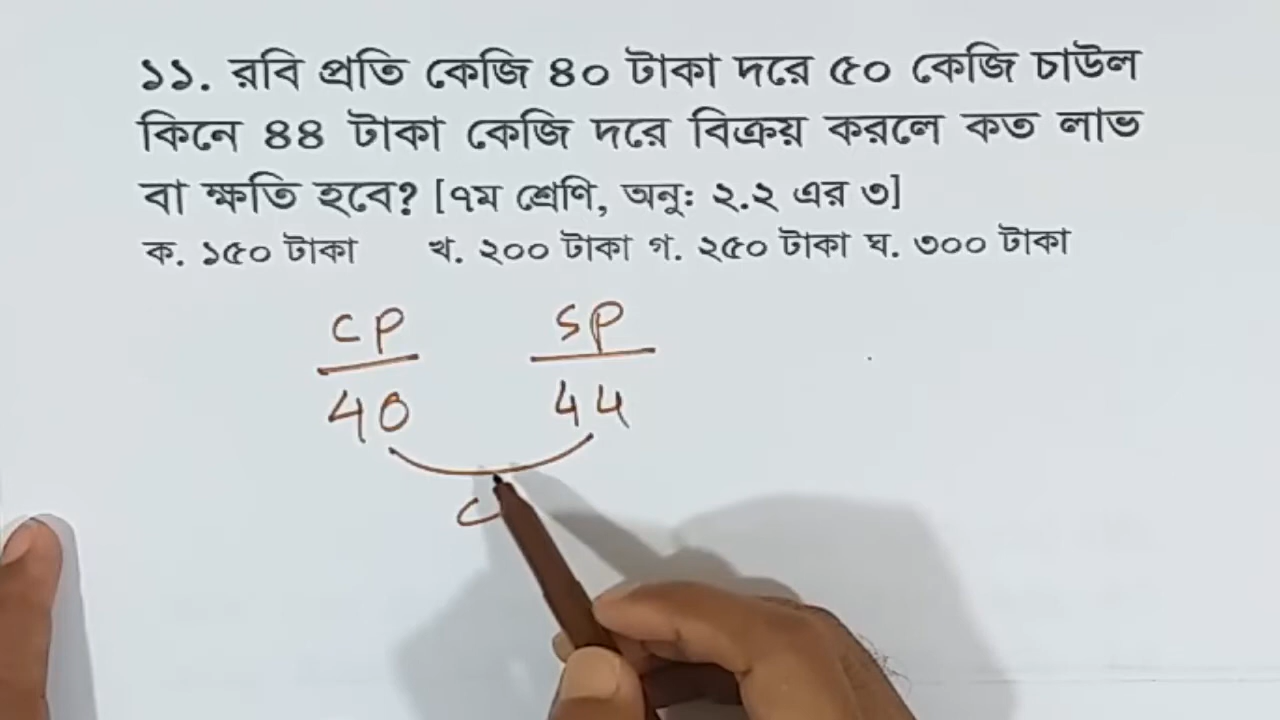 ১১. রবি প্রতি কেজি ৪০ টাকা দরে ৫০ কেজি চাউল
কিনে ৪৪ টাকা কেজি দরে বিক্রয় করলে কত লাভ
বা ক্ষতি হবে? [৭ম শ্রেণি, অনুঃ ২.২ এর ৩]
ক. ১৫০ টাকা খ. ২০০ টাকা গ. ২৫০ টাকা ঘ. ৩০০ টাকা
CP SP
40 44